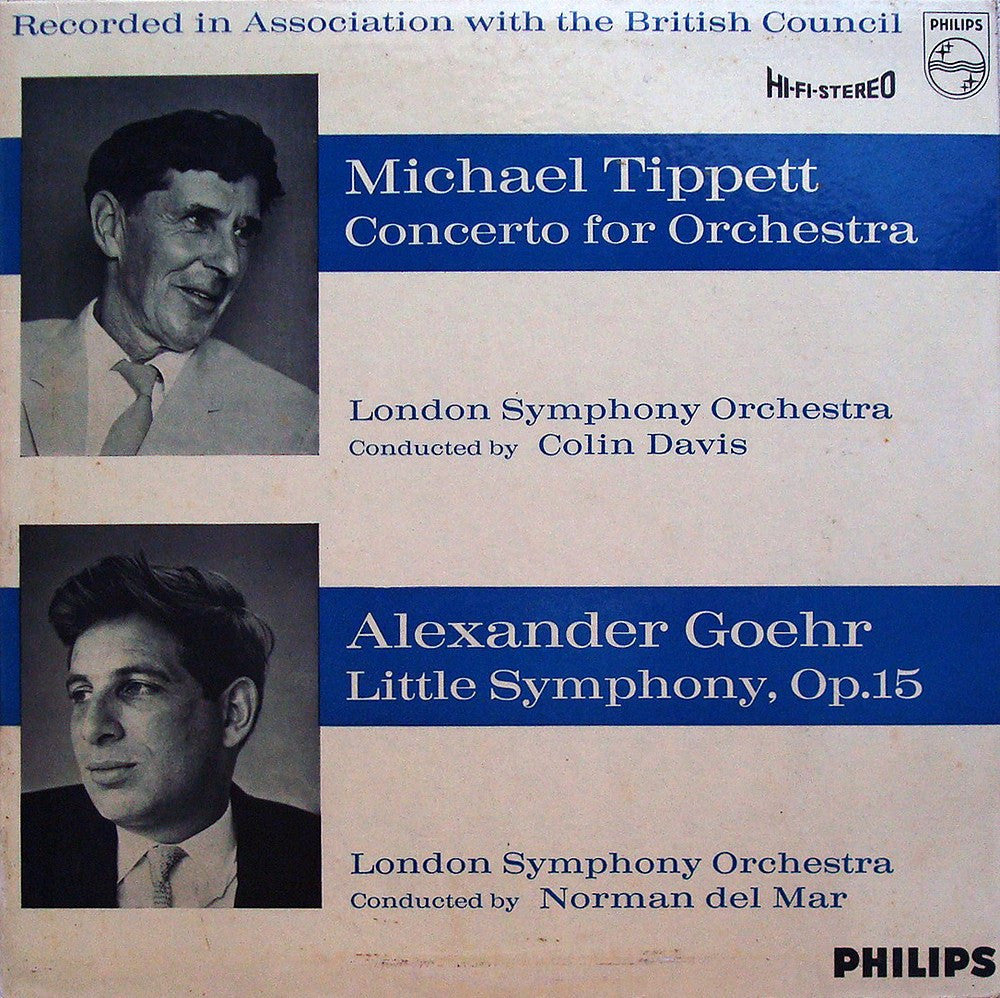 Recorded in Association with the British Council
PHILIPS
HI-FI-STEREO
Michael Tippett
Concerto for Orchestra
London Symphony Orchestra
Conducted by Colin Davis
Alexander Goehr
Little Symphony, Op.15
London Symphony Orchestra
Conducted by Norman del Mar
PHILIPS